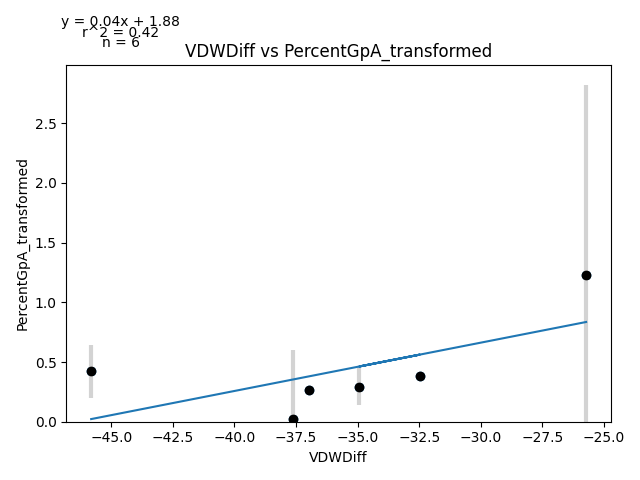 y = 0.04x + 1.88
r^2 = 0.42
n = 6
VDWDiff vs PercentGpA_transformed
PercentGpA_transformed
2.5
2.0
1.5
1.0
0.5
0.0
−45.0 −42.5 −40.0 −37.5 −35.0 −32.5 −30.0 −27.5 −25.0
VDWDiff